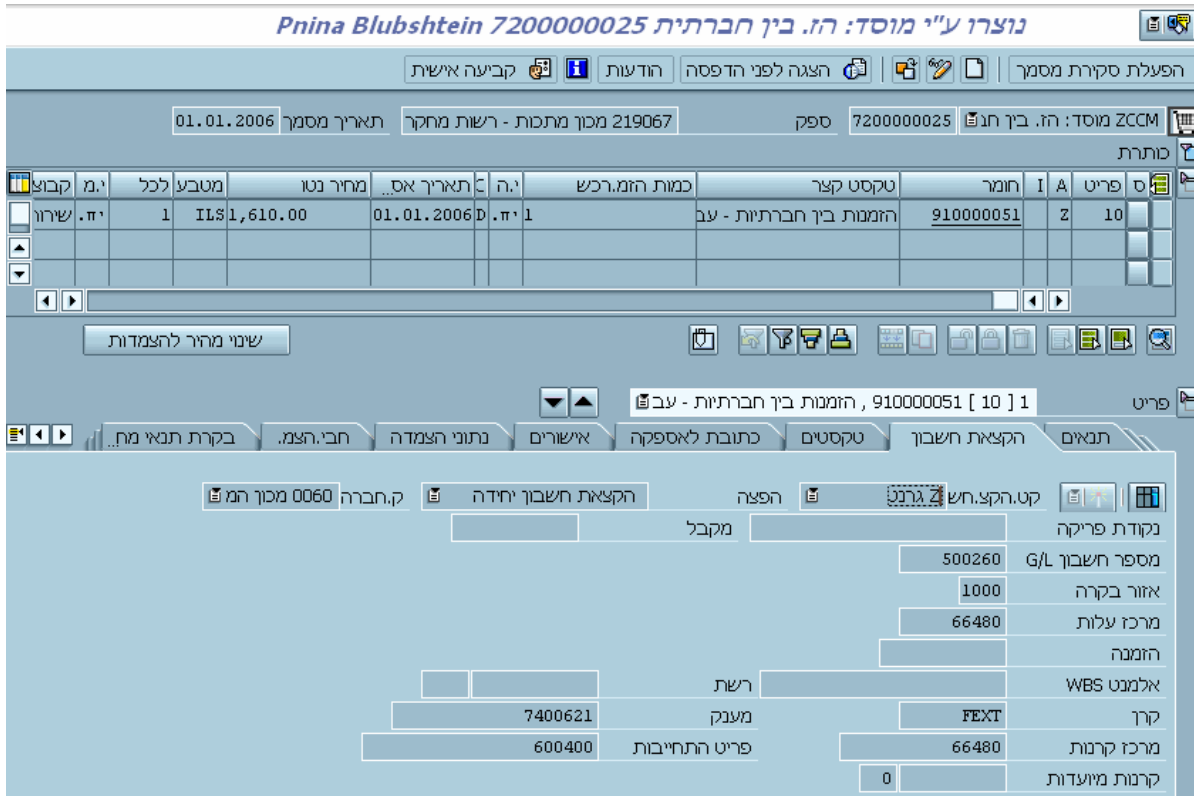 נוצרו ע"י מוסד: הז. בין חברתית 7200000025 Pnina Blubshtein
הפעלת סקירת מסמך הצגה לפני הדפסה הודעות קביעה אישית
ZCCM מוסד: הז. בין חנ 7200000025 ספק 219067 מכון מתכות - רשות מחקר תאריך מסמך 01.01.2006
כותרת
ס פריט A I חומר טקסט קצר כמות הזמ.רכש י.ה C תאריך אס.. מחיר נטו מטבע לכל י.מ קבוצ
10 Z 910000051 הזמנות בין חברתיות - עב 1 יח. D 01.01.2006 1,610.00 ILS 1 יח. שירור
שינוי מהיר להצמדות
פריט 1 [ 10 ] 910000051 , הזמנות בין חברתיות - עב
תנאים הקצאת חשבון טקסטים כתובת לאספקה אישורים נתוני הצמדה חבי.הצמ. בקרת תנאי מח..
קט.הקצ.חש Z גרנט הפצה הקצאת חשבון יחידה ק.חברה 0060 מכון המ
נקודת פריקה מקבל
מספר חשבון G/L 500260
אזור בקרה 1000
מרכז עלות 66480
הזמנה
אלמנט WBS רשת
קרן FEXT מענק 7400621
מרכז קרנות 66480 פריט התחייבות 600400
קרנות מיועדות 0